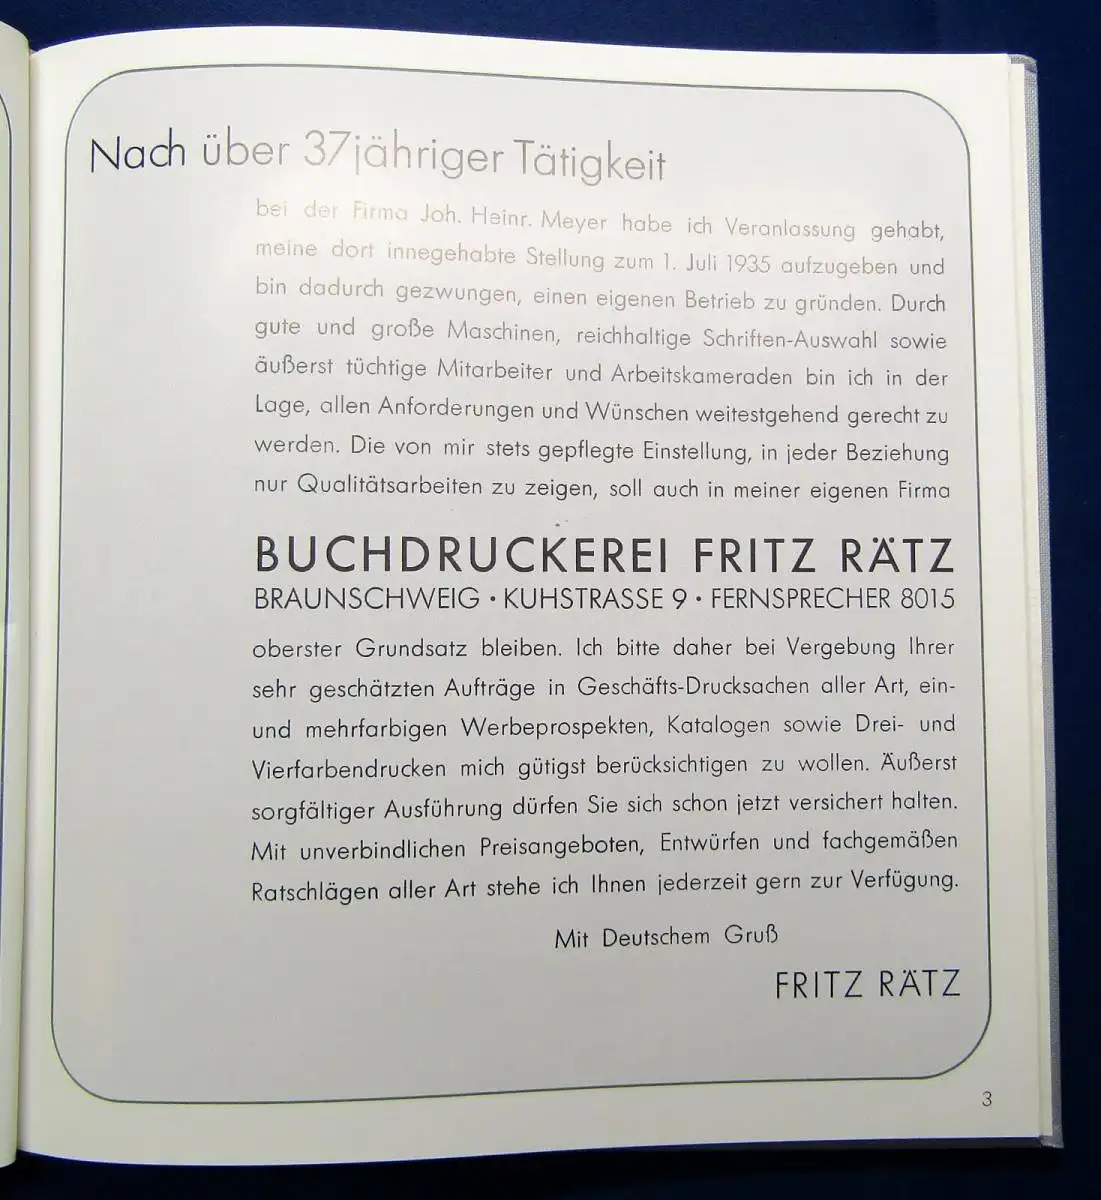 Nach über 37jähriger Tätigkeit
bei der Firma Joh. Heinr. Meyer habe ich Veranlassung gehabt,
meine dort innegehabte Stellung zum 1. Juli 1935 aufzugeben und
bin dadurch gezwungen, einen eigenen Betrieb zu gründen. Durch
gute und große Maschinen, reichhaltige Schriften-Auswahl sowie
äußerst tüchtige Mitarbeiter und Arbeitskameraden bin ich in der
Lage, allen Anforderungen und Wünschen weitestgehend gerecht zu
werden. Die von mir stets gepflegte Einstellung, in jeder Beziehung
nur Qualitätsarbeiten zu zeigen, soll auch in meiner eigenen Firma
BUCHDRUCKEREI FRITZ RÄTZ
BRAUNSCHWEIG · KUHSTRASSE 9 · FERNSPRECHER 8015
oberster Grundsatz bleiben. Ich bitte daher bei Vergebung Ihrer
sehr geschätzten Aufträge in Geschäfts-Drucksachen aller Art, ein-
und mehrfarbigen Werbeprospekten, Katalogen sowie Drei- und
Vierfarbendrucken mich gütigst berücksichtigen zu wollen. Äußerst
sorgfältiger Ausführung dürfen Sie sich schon jetzt versichert halten.
Mit unverbindlichen Preisangeboten, Entwürfen und fachgemäßen
Ratschlägen aller Art stehe ich Ihnen jederzeit gern zur Verfügung.
Mit Deutschem Gruß
FRITZ RÄTZ
3